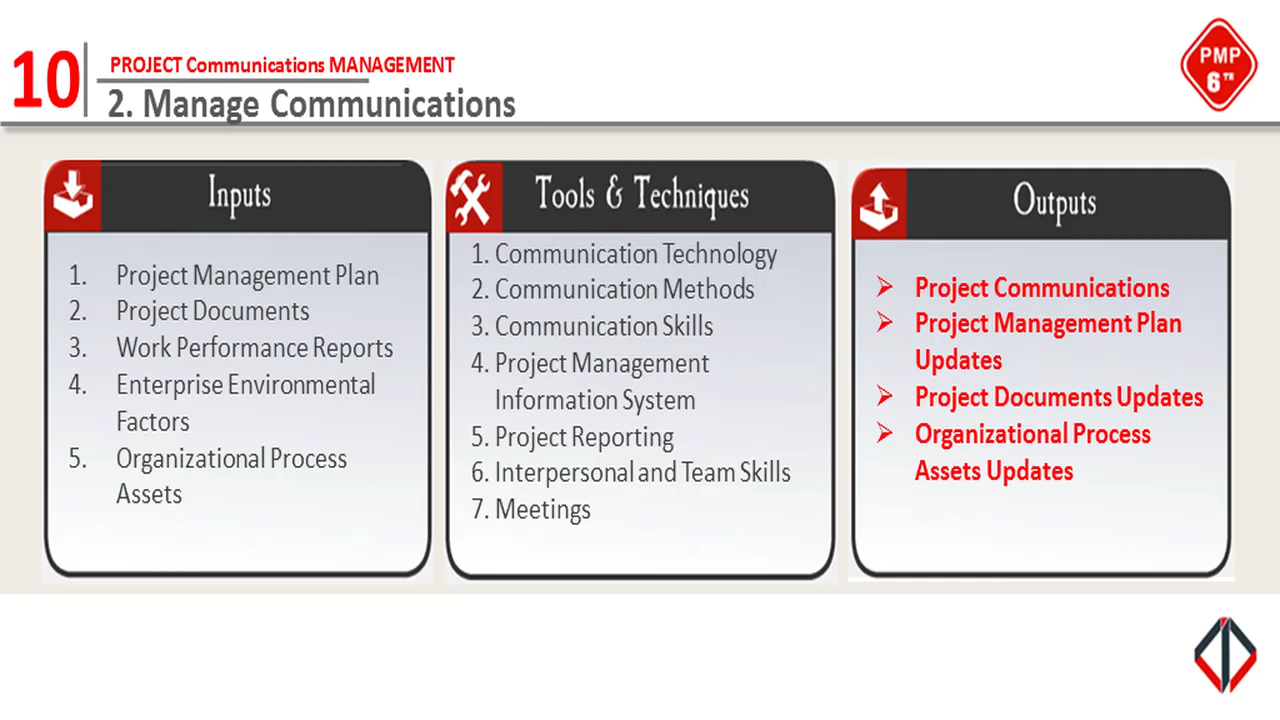 10
PROJECT Communications MANAGEMENT
2. Manage Communications
PMP
6TH
Inputs
1. Project Management Plan
2. Project Documents
3. Work Performance Reports
4. Enterprise Environmental
Factors
5. Organizational Process
Assets
Tools & Techniques
1. Communication Technology
2. Communication Methods
3. Communication Skills
4. Project Management
Information System
5. Project Reporting
6. Interpersonal and Team Skills
7. Meetings
Outputs
➢ Project Communications
➢ Project Management Plan
Updates
➢ Project Documents Updates
➢ Organizational Process
Assets Updates